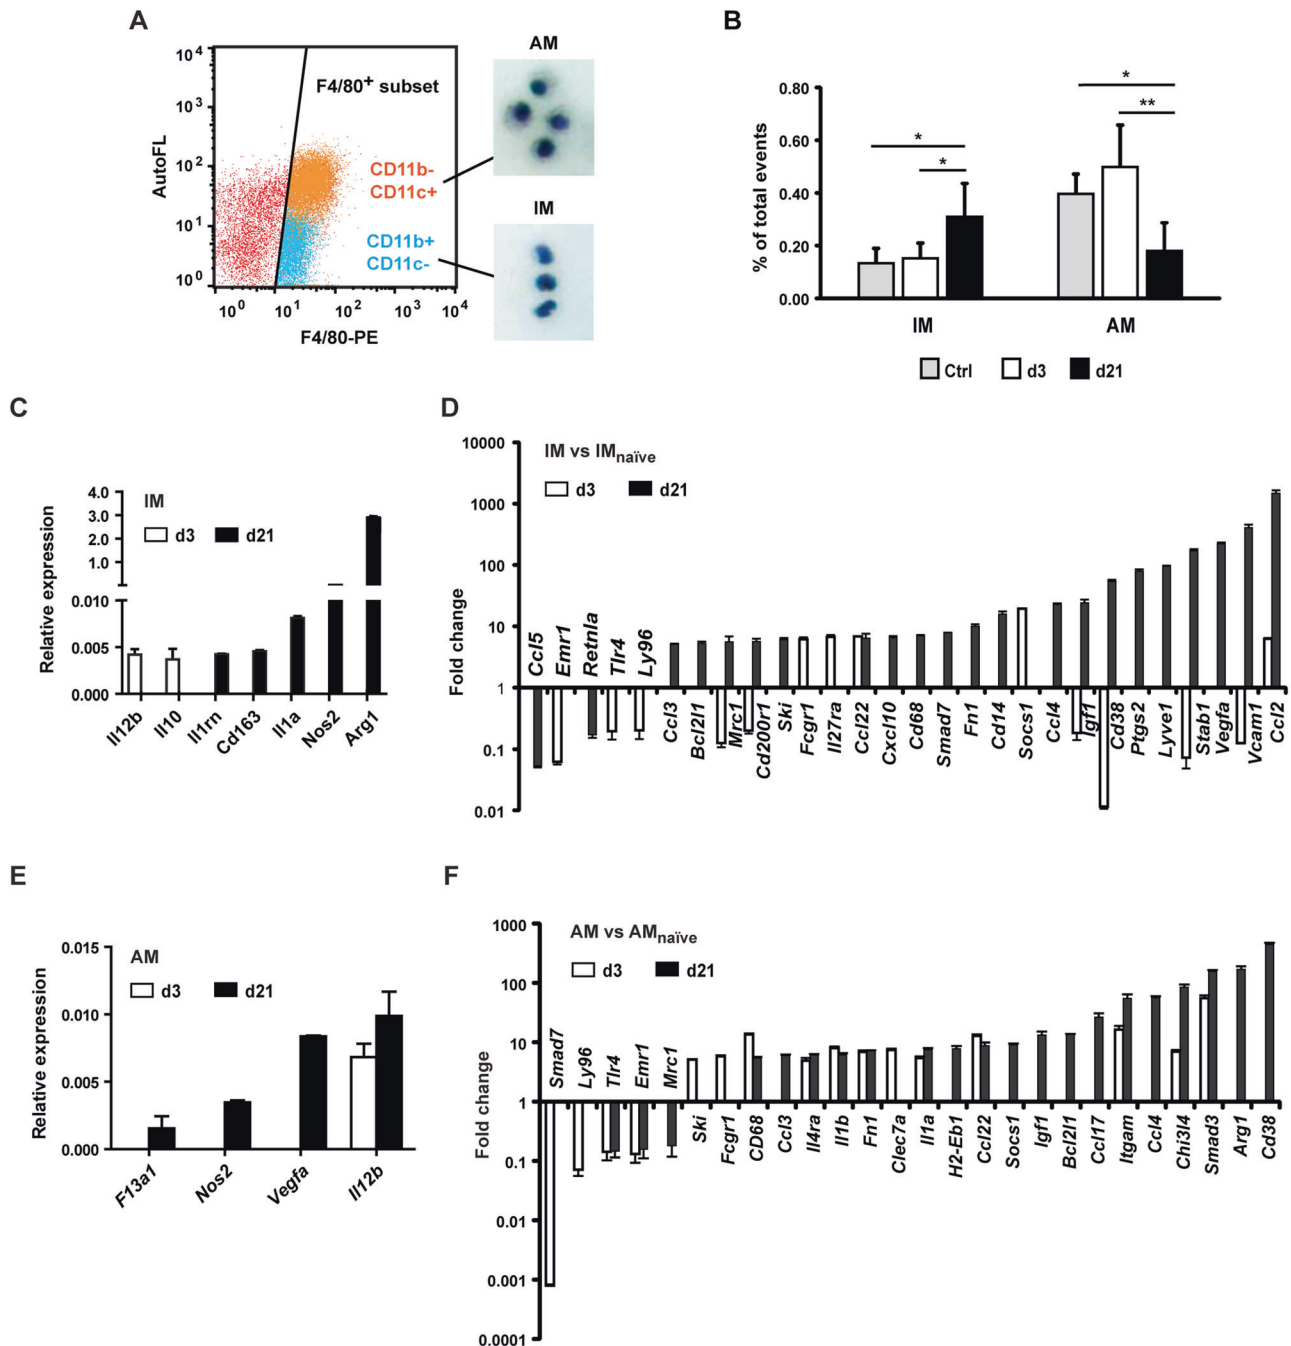 A
10⁴
10³
10²
10¹
10⁰
AutoFL
10⁰ 10¹ 10² 10³ 10⁴
F4/80-PE
F4/80⁺ subset
CD11b-
CD11c+
CD11b+
CD11c-
AM
IM
B
% of total events
0.80
0.60
0.40
0.20
0.00
*
*
*
**
IM AM
Ctrl d3 d21
C
Relative expression
4.0
3.0
2.0
1.0
0.010
0.005
0.000
IM
d3 d21
Il12b Il10 Il1rn Cd163 Il1a Nos2 Arg1
D
Fold change
10000
1000
100
10
1
0.1
0.01
IM vs IMnaïve
d3 d21
Ccl5 Emr1 Retnla Tlr4 Ly96
Ccl3 Bcl2l1 Mrc1 Cd200r1 Ski Fcgr1 Il27ra Ccl22 Cxcl10 Cd68 Smad7 Fn1 Cd14 Socs1 Ccl4 Igf1 Cd38 Ptgs2 Lyve1 Stab1 Vegfa Vcam1 Ccl2
E
Relative expression
0.015
0.010
0.005
0.000
AM
d3 d21
F13a1 Nos2 Vegfa Il12b
F
Fold change
1000
100
10
1
0.1
0.01
0.001
0.0001
AM vs AMnaïve
d3 d21
Smad7 Ly96 Tlr4 Emr1 Mrc1
Ski Fcgr1 CD68 Ccl3 Il4ra Il1b Fn1 Clec7a Il1a H2-Eb1 Ccl22 Socs1 Igf1 Bcl2l1 Ccl17 Itgam Ccl4 Chi3l4 Smad3 Arg1 Cd38